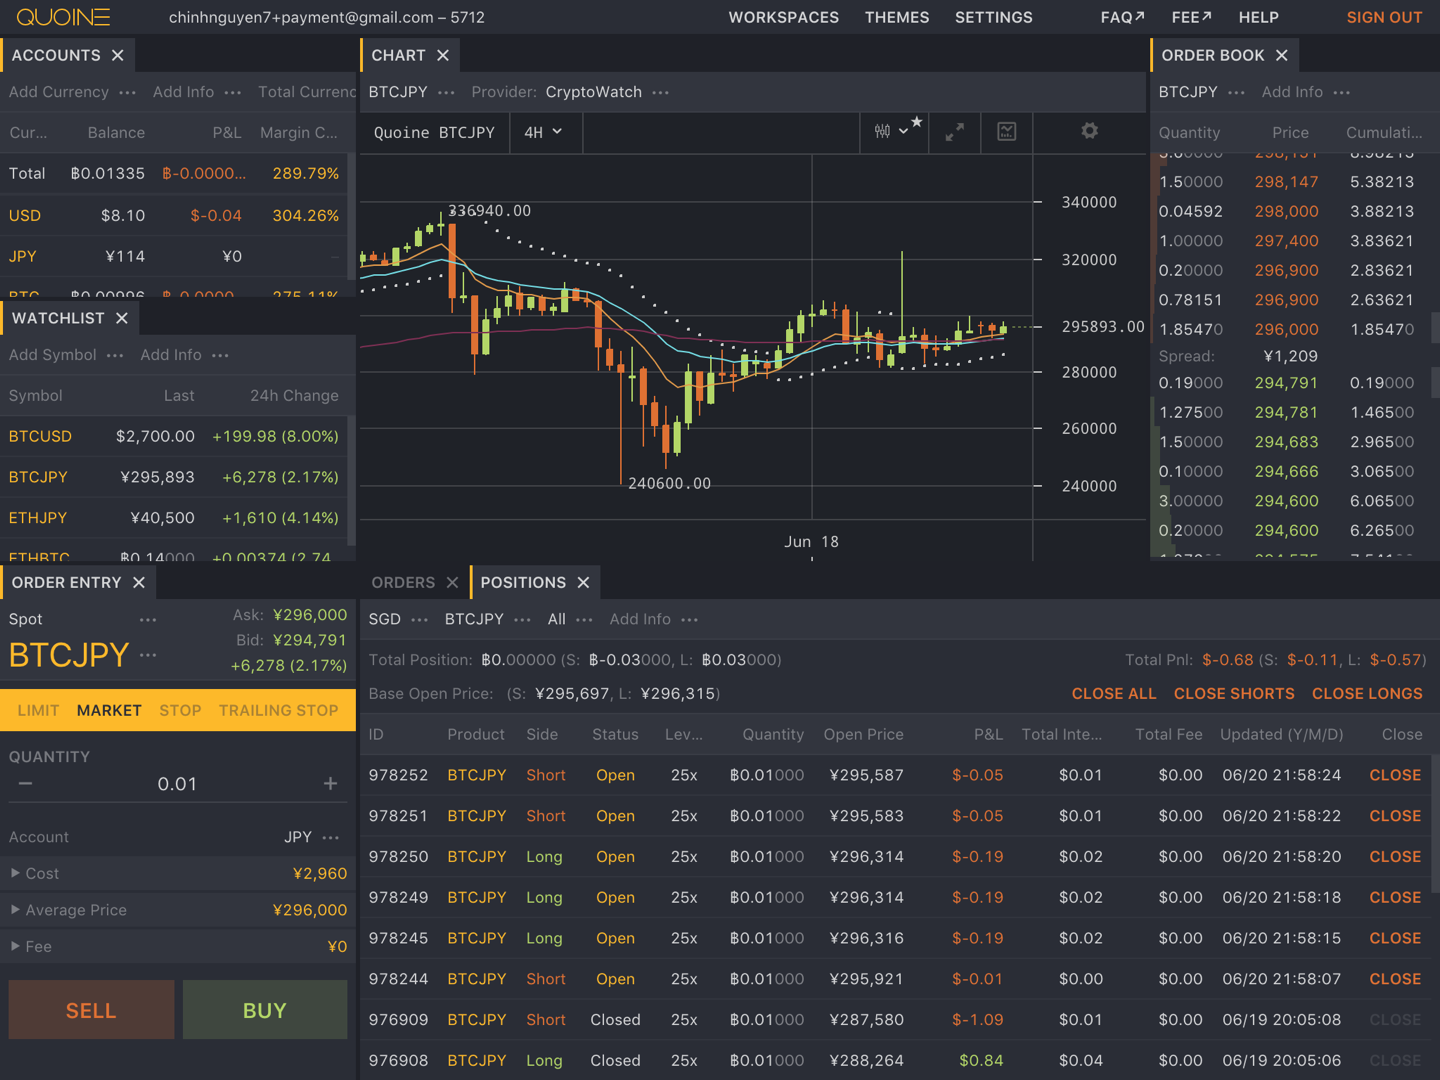 QUOINE chinhnguyen7+payment@gmail.com – 5712 WORKSPACES THEMES SETTINGS FAQ↗ FEE↗ HELP SIGN OUT
ACCOUNTS ×
Add Currency ••• Add Info ••• Total Curren
Cur... Balance P&L Margin C...
Total ฿0.01335 ฿-0.0000... 289.79%
USD $8.10 $-0.04 304.26%
JPY ¥114 ¥0 –
BTC ฿0.00996 ฿-0.0000... 275.11%
WATCHLIST ×
Add Symbol ••• Add Info •••
Symbol Last 24h Change
BTCUSD $2,700.00 +199.98 (8.00%)
BTCJPY ¥295,893 +6,278 (2.17%)
ETHJPY ¥40,500 +1,610 (4.14%)
ETHBTC ฿0.14000 +0.00374 (2.74
CHART ×
BTCJPY ••• Provider: CryptoWatch •••
Quoine BTCJPY 4H
336940.00
240600.00
340000
320000
295893.00
280000
260000
240000
Jun 18
ORDER BOOK ×
BTCJPY ••• Add Info •••
Quantity Price Cumulati...
1.50000 298,147 5.38213
0.04592 298,000 3.88213
1.00000 297,400 3.83621
0.20000 296,900 2.83621
0.78151 296,900 2.63621
1.85470 296,000 1.85470
Spread: ¥1,209
0.19000 294,791 0.19000
1.27500 294,781 1.46500
1.50000 294,683 2.96500
0.10000 294,666 3.06500
3.00000 294,600 6.06500
0.20000 294,600 6.26500
ORDER ENTRY ×
Spot •••
BTCJPY •••
Ask: ¥296,000
Bid: ¥294,791
+6,278 (2.17%)
LIMIT MARKET STOP TRAILING STOP
QUANTITY
− 0.01 +
Account JPY •••
Cost ¥2,960
Average Price ¥296,000
Fee ¥0
SELL BUY
ORDERS × POSITIONS ×
SGD ••• BTCJPY ••• All ••• Add Info •••
Total Position: ฿0.00000 (S: ฿-0.03000, L: ฿0.03000) Total Pnl: $-0.68 (S: $-0.11, L: $-0.57)
Base Open Price: (S: ¥295,697, L: ¥296,315) CLOSE ALL CLOSE SHORTS CLOSE LONGS
ID Product Side Status Lev... Quantity Open Price P&L Total Inte... Total Fee Updated (Y/M/D) Close
978252 BTCJPY Short Open 25x ฿0.01000 ¥295,587 $-0.05 $0.01 $0.00 06/20 21:58:24 CLOSE
978251 BTCJPY Short Open 25x ฿0.01000 ¥295,583 $-0.05 $0.01 $0.00 06/20 21:58:22 CLOSE
978250 BTCJPY Long Open 25x ฿0.01000 ¥296,314 $-0.19 $0.02 $0.00 06/20 21:58:20 CLOSE
978249 BTCJPY Long Open 25x ฿0.01000 ¥296,314 $-0.19 $0.02 $0.00 06/20 21:58:18 CLOSE
978245 BTCJPY Long Open 25x ฿0.01000 ¥296,316 $-0.19 $0.02 $0.00 06/20 21:58:15 CLOSE
978244 BTCJPY Short Open 25x ฿0.01000 ¥295,921 $-0.01 $0.00 $0.00 06/20 21:58:07 CLOSE
976909 BTCJPY Short Closed 25x ฿0.01000 ¥287,580 $-1.09 $0.01 $0.00 06/19 20:05:08 CLOSE
976908 BTCJPY Long Closed 25x ฿0.01000 ¥288,264 $0.84 $0.04 $0.00 06/19 20:05:06 CLOSE